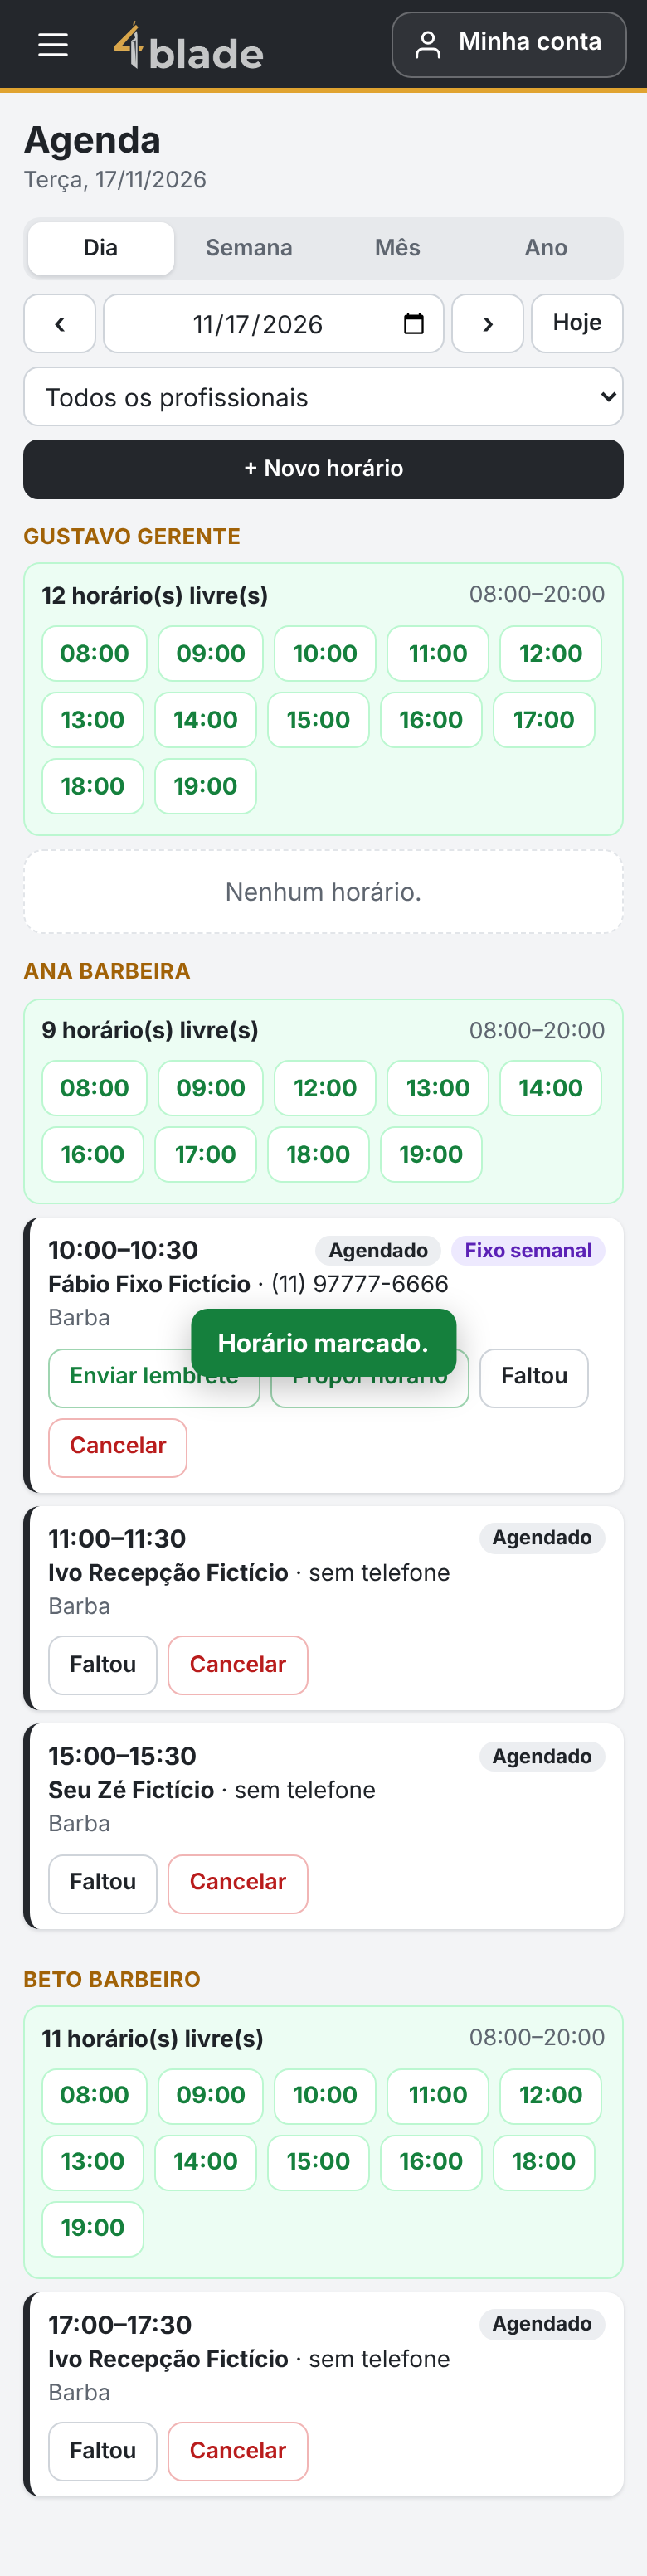 4blade
Minha conta
Agenda
Terça, 17/11/2026
Dia Semana Mês Ano
‹ 11/17/2026 › Hoje
Todos os profissionais
+ Novo horário
GUSTAVO GERENTE
12 horário(s) livre(s) 08:00–20:00
08:00 09:00 10:00 11:00 12:00
13:00 14:00 15:00 16:00 17:00
18:00 19:00
Nenhum horário.
ANA BARBEIRA
9 horário(s) livre(s) 08:00–20:00
08:00 09:00 12:00 13:00 14:00
16:00 17:00 18:00 19:00
10:00–10:30 Agendado Fixo semanal
Fábio Fixo Fictício · (11) 97777-6666
Barba
Horário marcado.
Enviar lembrete Propor horário Faltou
Cancelar
11:00–11:30 Agendado
Ivo Recepção Fictício · sem telefone
Barba
Faltou Cancelar
15:00–15:30 Agendado
Seu Zé Fictício · sem telefone
Barba
Faltou Cancelar
BETO BARBEIRO
11 horário(s) livre(s) 08:00–20:00
08:00 09:00 10:00 11:00 12:00
13:00 14:00 15:00 16:00 18:00
19:00
17:00–17:30 Agendado
Ivo Recepção Fictício · sem telefone
Barba
Faltou Cancelar